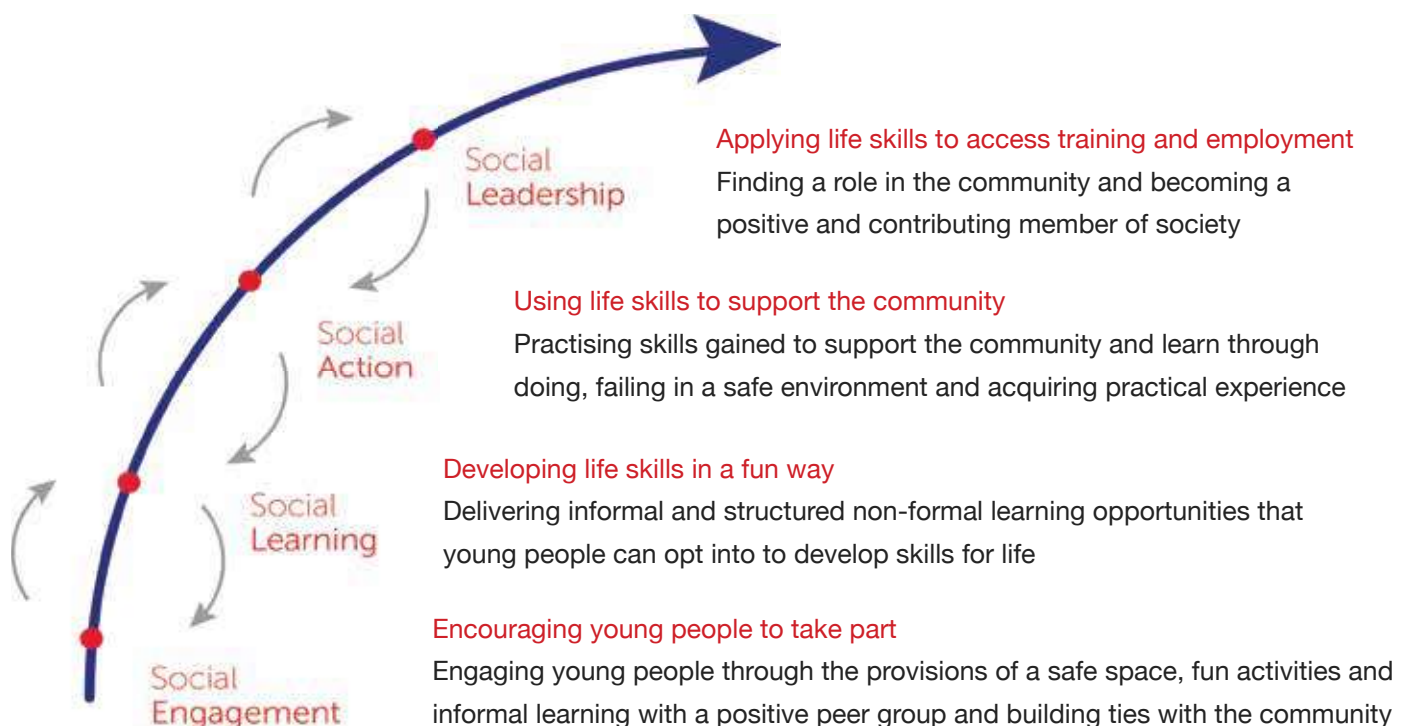 Social
Leadership
Applying life skills to access training and employment
Finding a role in the community and becoming a
positive and contributing member of society
Social
Action
Using life skills to support the community
Practising skills gained to support the community and learn through
doing, failing in a safe environment and acquiring practical experience
Social
Learning
Developing life skills in a fun way
Delivering informal and structured non-formal learning opportunities that
young people can opt into to develop skills for life
Social
Engagement
Encouraging young people to take part
Engaging young people through the provisions of a safe space, fun activities and
informal learning with a positive peer group and building ties with the community